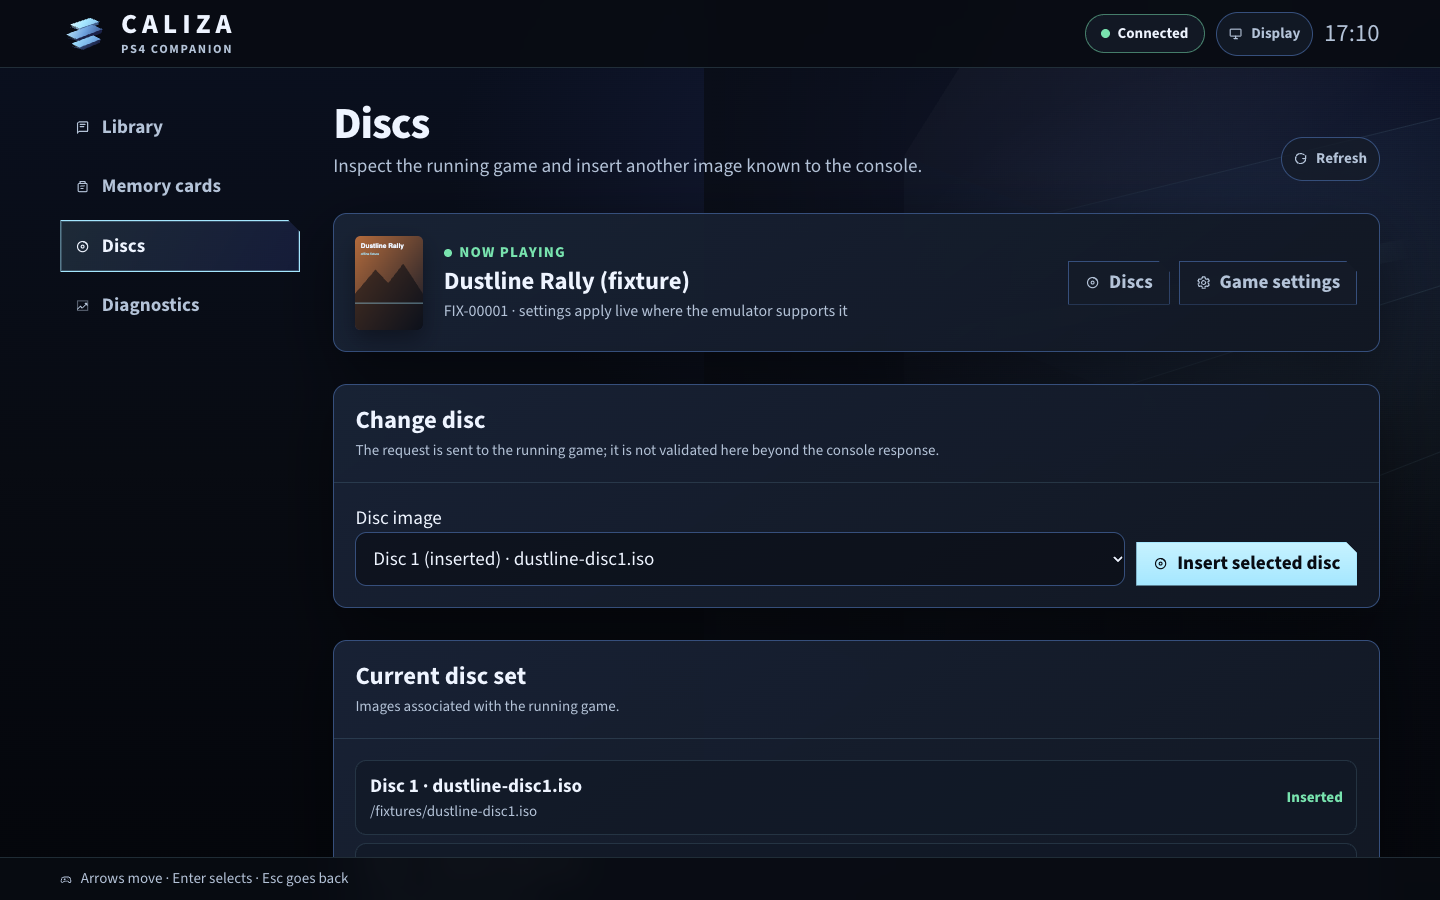 CALIZA
PS4 COMPANION
Connected
Display
17:10
Library
Memory cards
Discs
Diagnostics
Discs
Inspect the running game and insert another image known to the console.
Refresh
Dustline Rally
NOW PLAYING
Dustline Rally (fixture)
FIX-00001 · settings apply live where the emulator supports it
Discs
Game settings
Change disc
The request is sent to the running game; it is not validated here beyond the console response.
Disc image
Disc 1 (inserted) · dustline-disc1.iso
Insert selected disc
Current disc set
Images associated with the running game.
Disc 1 · dustline-disc1.iso
/fixtures/dustline-disc1.iso
Inserted
Arrows move · Enter selects · Esc goes back